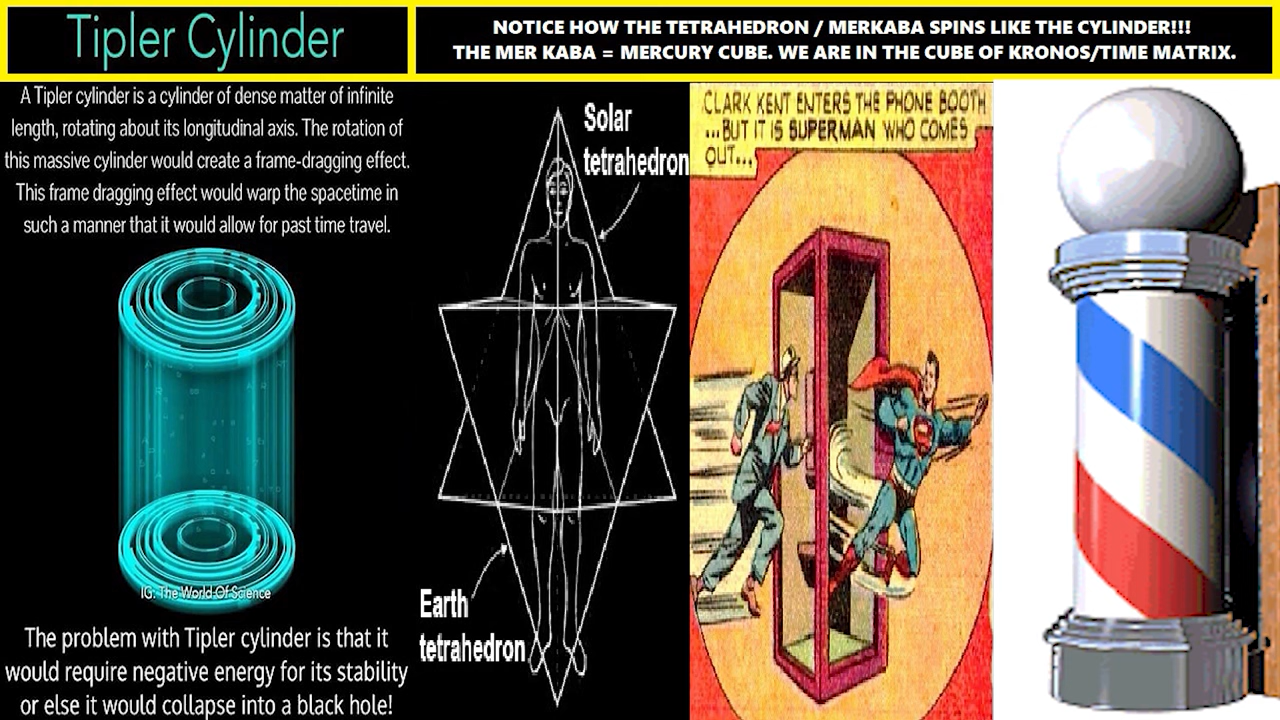 Tipler Cylinder
NOTICE HOW THE TETRAHEDRON / MERKABA SPINS LIKE THE CYLINDER!!!
THE MER KABA = MERCURY CUBE. WE ARE IN THE CUBE OF KRONOS/TIME MATRIX.
A Tipler cylinder is a cylinder of dense matter of infinite
length, rotating about its longitudinal axis. The rotation of
this massive cylinder would create a frame-dragging effect.
This frame dragging effect would warp the spacetime in
such a manner that it would allow for past time travel.
IG: The World Of Science
The problem with Tipler cylinder is that it
would require negative energy for its stability
or else it would collapse into a black hole!
Solar
tetrahedron
Earth
tetrahedron
CLARK KENT ENTERS THE PHONE BOOTH
...BUT IT IS SUPERMAN WHO COMES
OUT...